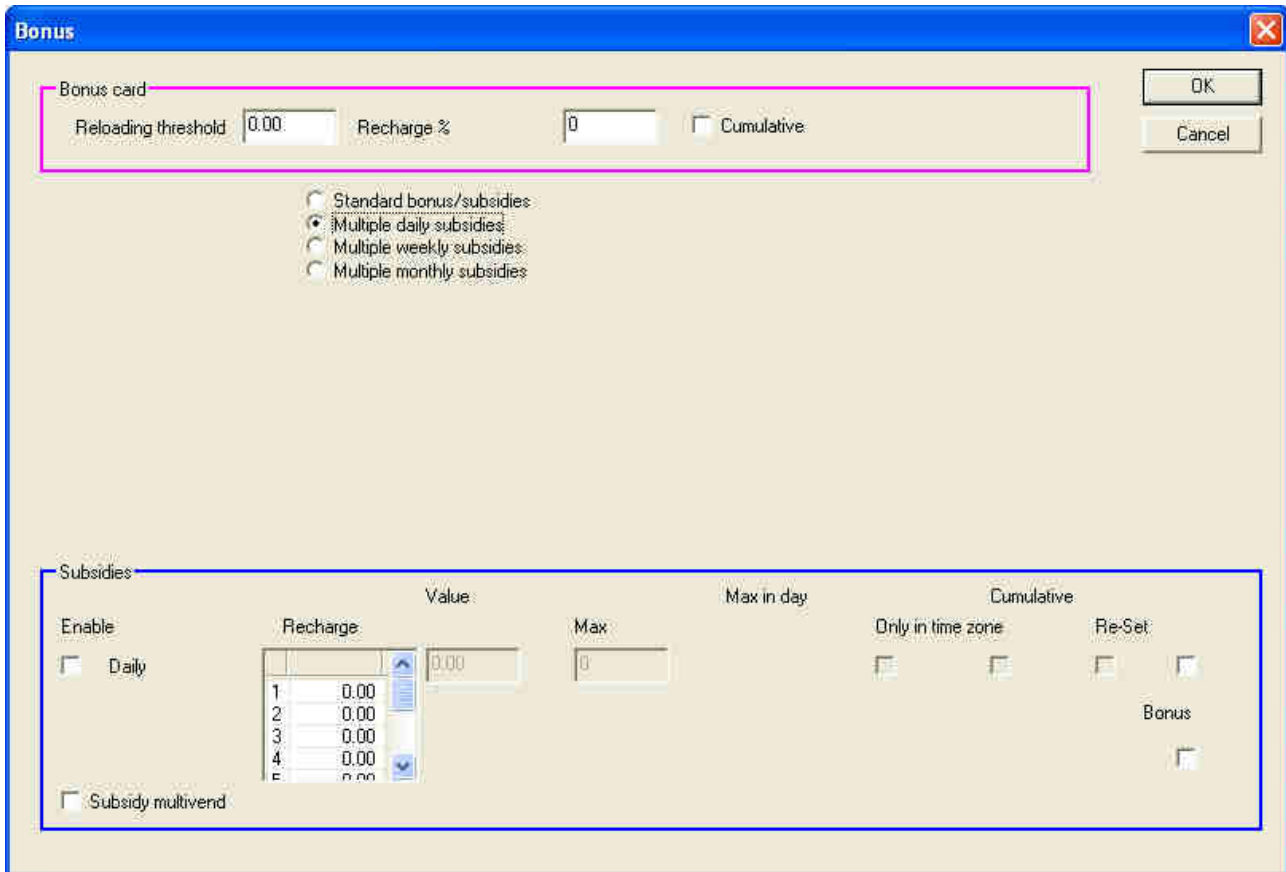 Bonus
Bonus card
OK
Reloading threshold 0.00 Recharge % 0 Cumulative
Cancel
Standard bonus/subsidies
Multiple daily subsidies
Multiple weekly subsidies
Multiple monthly subsidies
Subsidies
Value Max in day Cumulative
Enable Recharge Max Only in time zone Re-Set
Daily 0.00 0
1 0.00
2 0.00
3 0.00
4 0.00
5 0.00
Bonus
Subsidy multivend